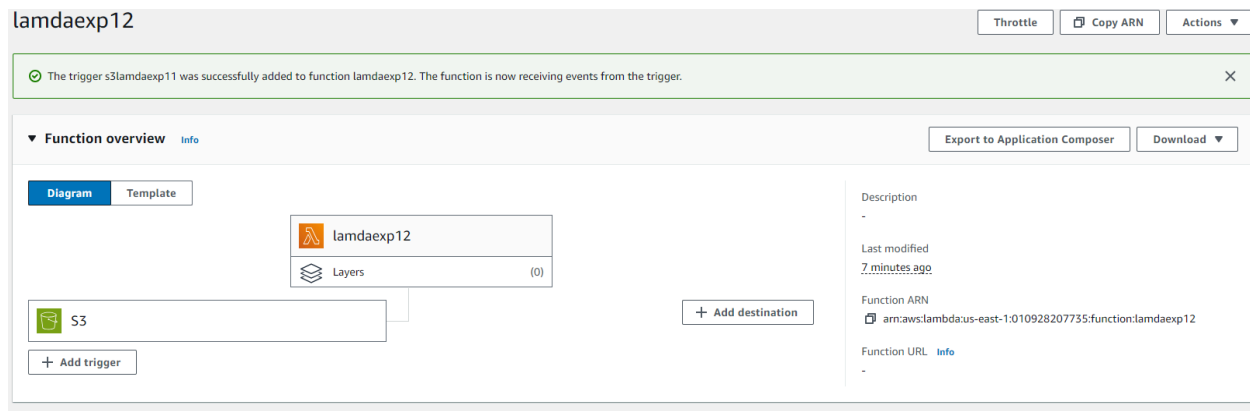 lamdaexp12
Throttle
Copy ARN
Actions
The trigger s3lamdaexp11 was successfully added to function lamdaexp12. The function is now receiving events from the trigger.
Function overview Info
Export to Application Composer
Download
Diagram
Template
lamdaexp12
Layers (0)
S3
+ Add trigger
+ Add destination
Description
-
Last modified
7 minutes ago
Function ARN
arn:aws:lambda:us-east-1:010928207735:function:lamdaexp12
Function URL Info
-